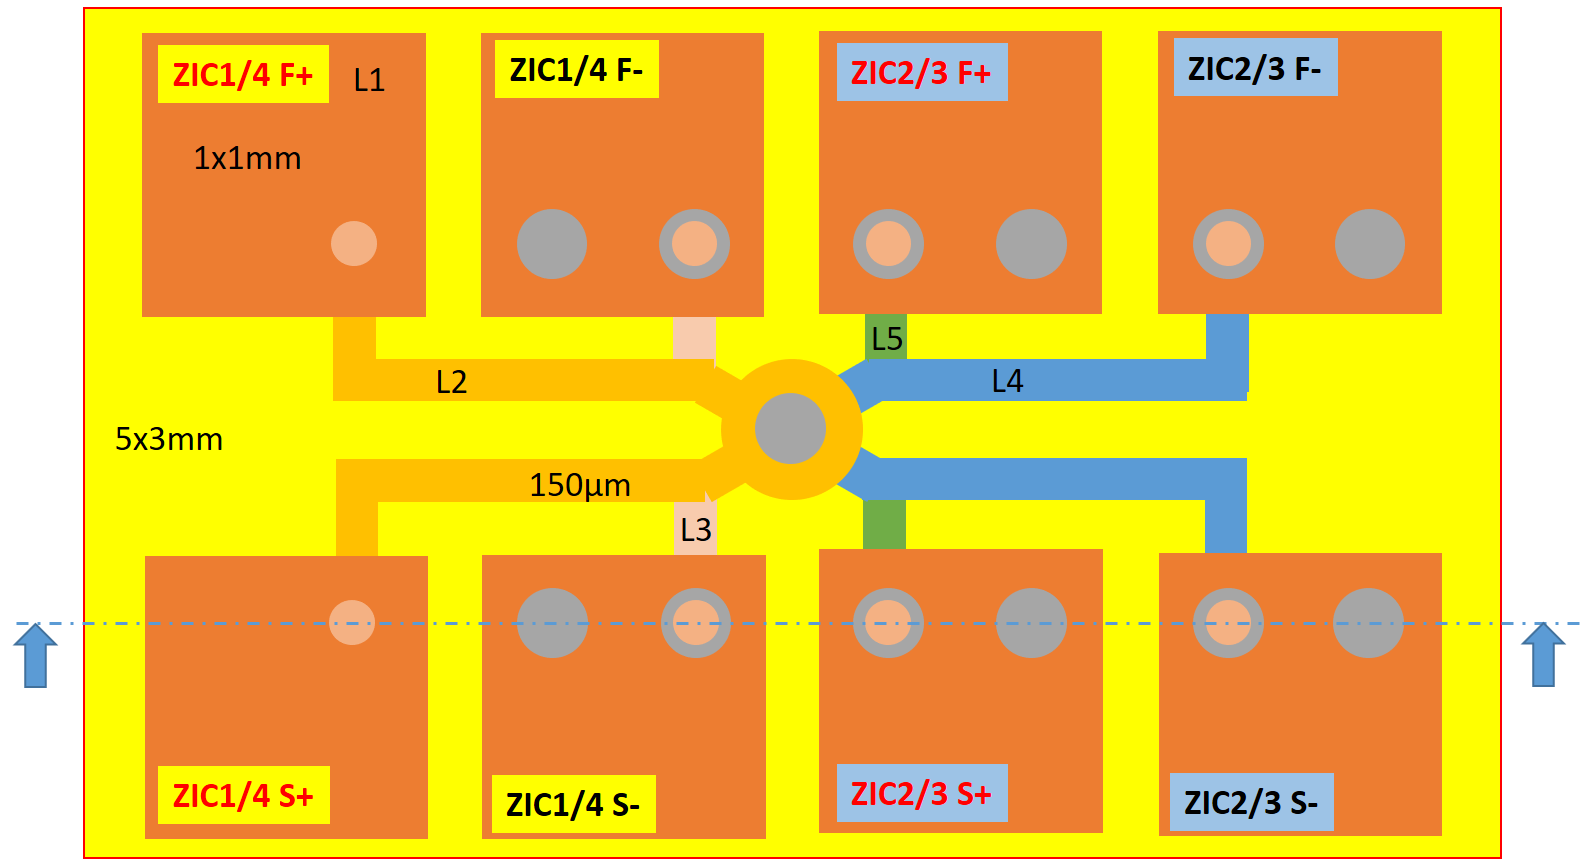 ZIC1/4 F+
L1
1x1mm
ZIC1/4 F-
ZIC2/3 F+
ZIC2/3 F-
L5
L2
L4
5x3mm
150µm
L3
ZIC1/4 S+
ZIC1/4 S-
ZIC2/3 S+
ZIC2/3 S-